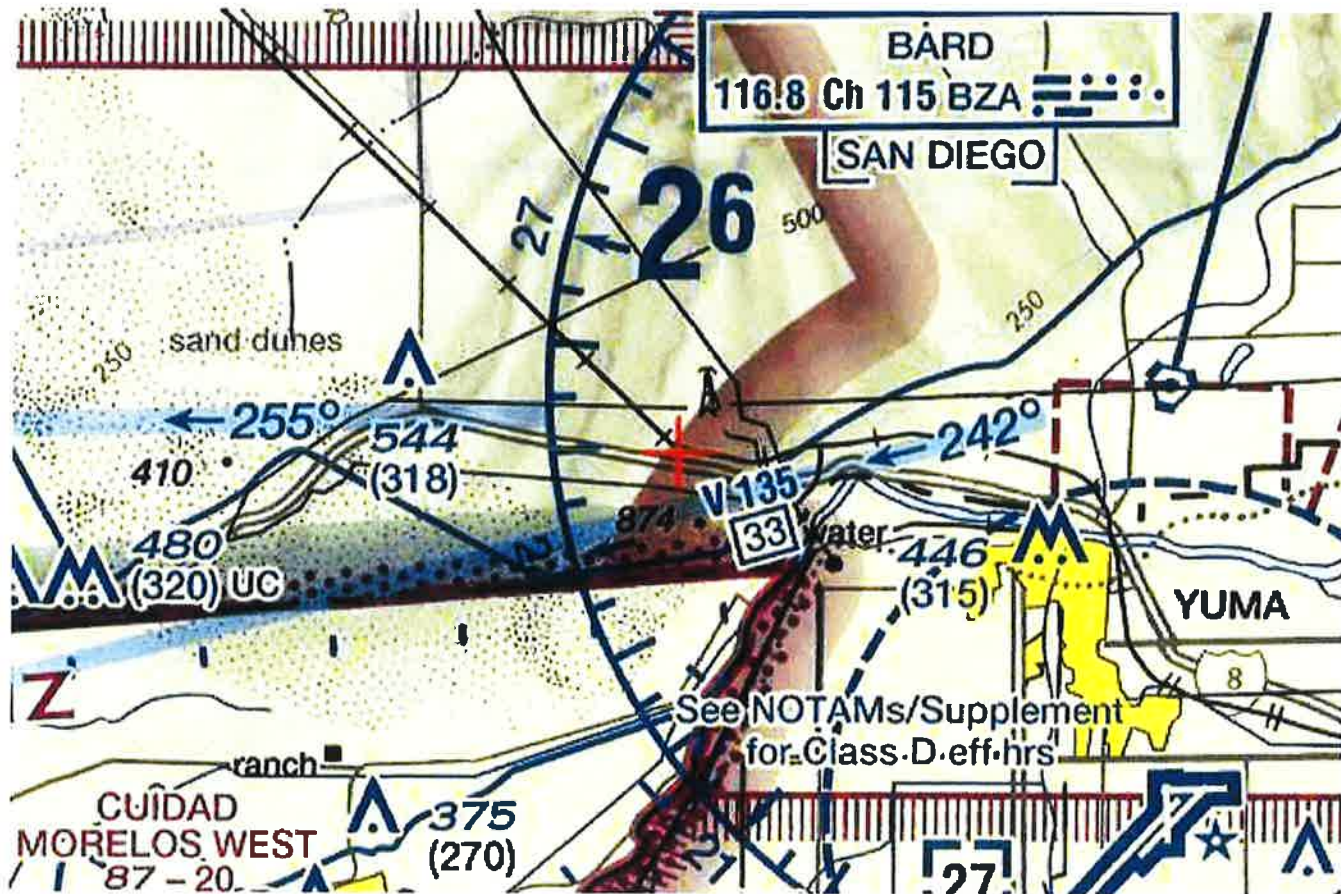 BARD
116.8 Ch 115 BZA
SAN DIEGO
26
27
500
250
sand dunes
250
255°
544
(318)
410
242°
V 135
33
874
water
480
(320) UC
446
(315)
YUMA
8
Z
See NOTAMs/Supplement
for Class D eff hrs
ranch
CUÎDAD
MORELOS WEST
87-20
375
(270)
27